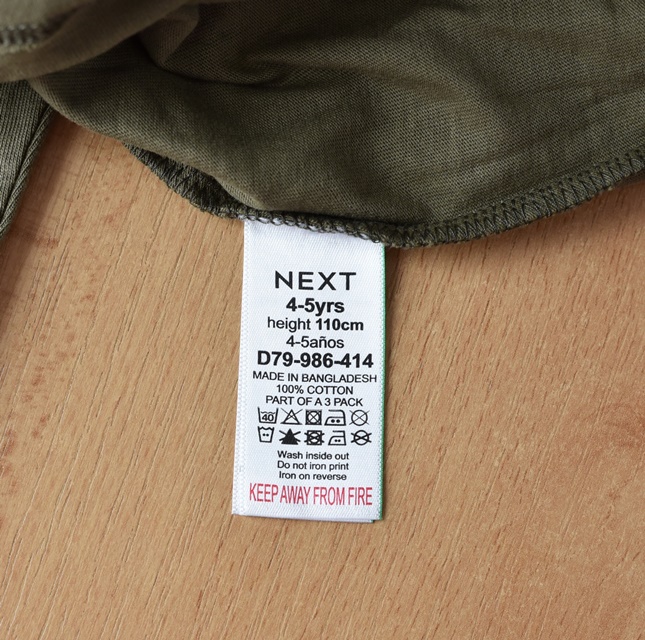 NEXT
4-5yrs
height 110cm
4-5años
D79-986-414
MADE IN BANGLADESH
100% COTTON
PART OF A 3 PACK
40
Wash inside out
Do not iron print
Iron on reverse
KEEP AWAY FROM FIRE